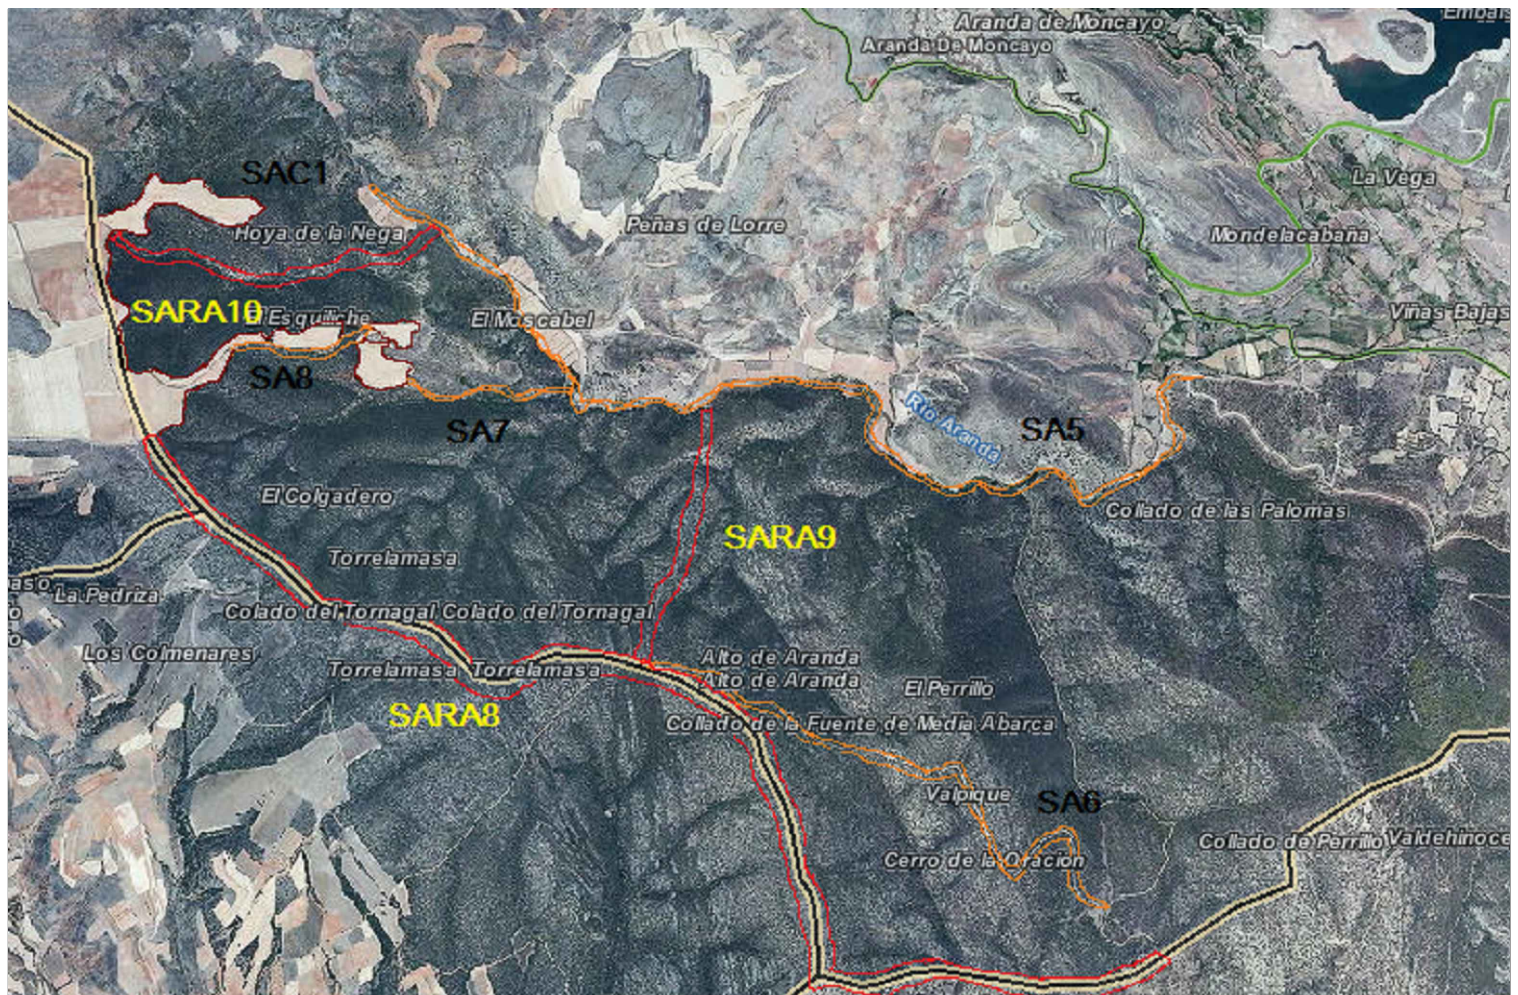 Aranda de Moncayo
Aranda De Moncayo
SAC1
La Vega
Peñas de Lorre
Hoya de la Nega
Mondelacabaña
SARA10
Esquiliche
El Moscabel
Viñas Bajas
SA8
SA7
Río Aranda
SA5
El Colgadero
Collado de las Palomas
SARA9
Torrelamasa
La Pedriza
Colado del Tornagal Colado del Tornagal
Los Colmenares
Alto de Aranda
Torrelamasa Torrelamasa
Alto de Aranda
El Perrillo
SARA8
Collado de la Fuente de Media Abarca
Valpique
SA6
Collado de Perrillo
Cerro de la Oración